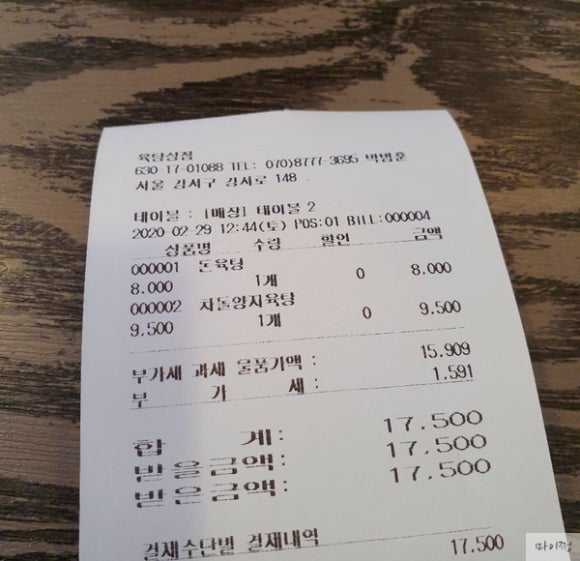 육탕상점
630-17-01088 TEL: 070)8777-3695 박범훈
서울 강서구 강서로 148 .
테이블 : [매장] 테이블 2
2020-02-29 12:44(토) POS:01 BILL:000004
상품명 수량 할인 금액
000001 돈육탕
8.000 1개 0 8.000
000002 차돌양지육탕
9,500 1개 0 9.500
부가세 과세 물품가액 : 15.909
부 가 세 : 1.591
합 계: 17.500
받을금액: 17.500
받은금액: 17.500
결제수단별 결제내역
17.500